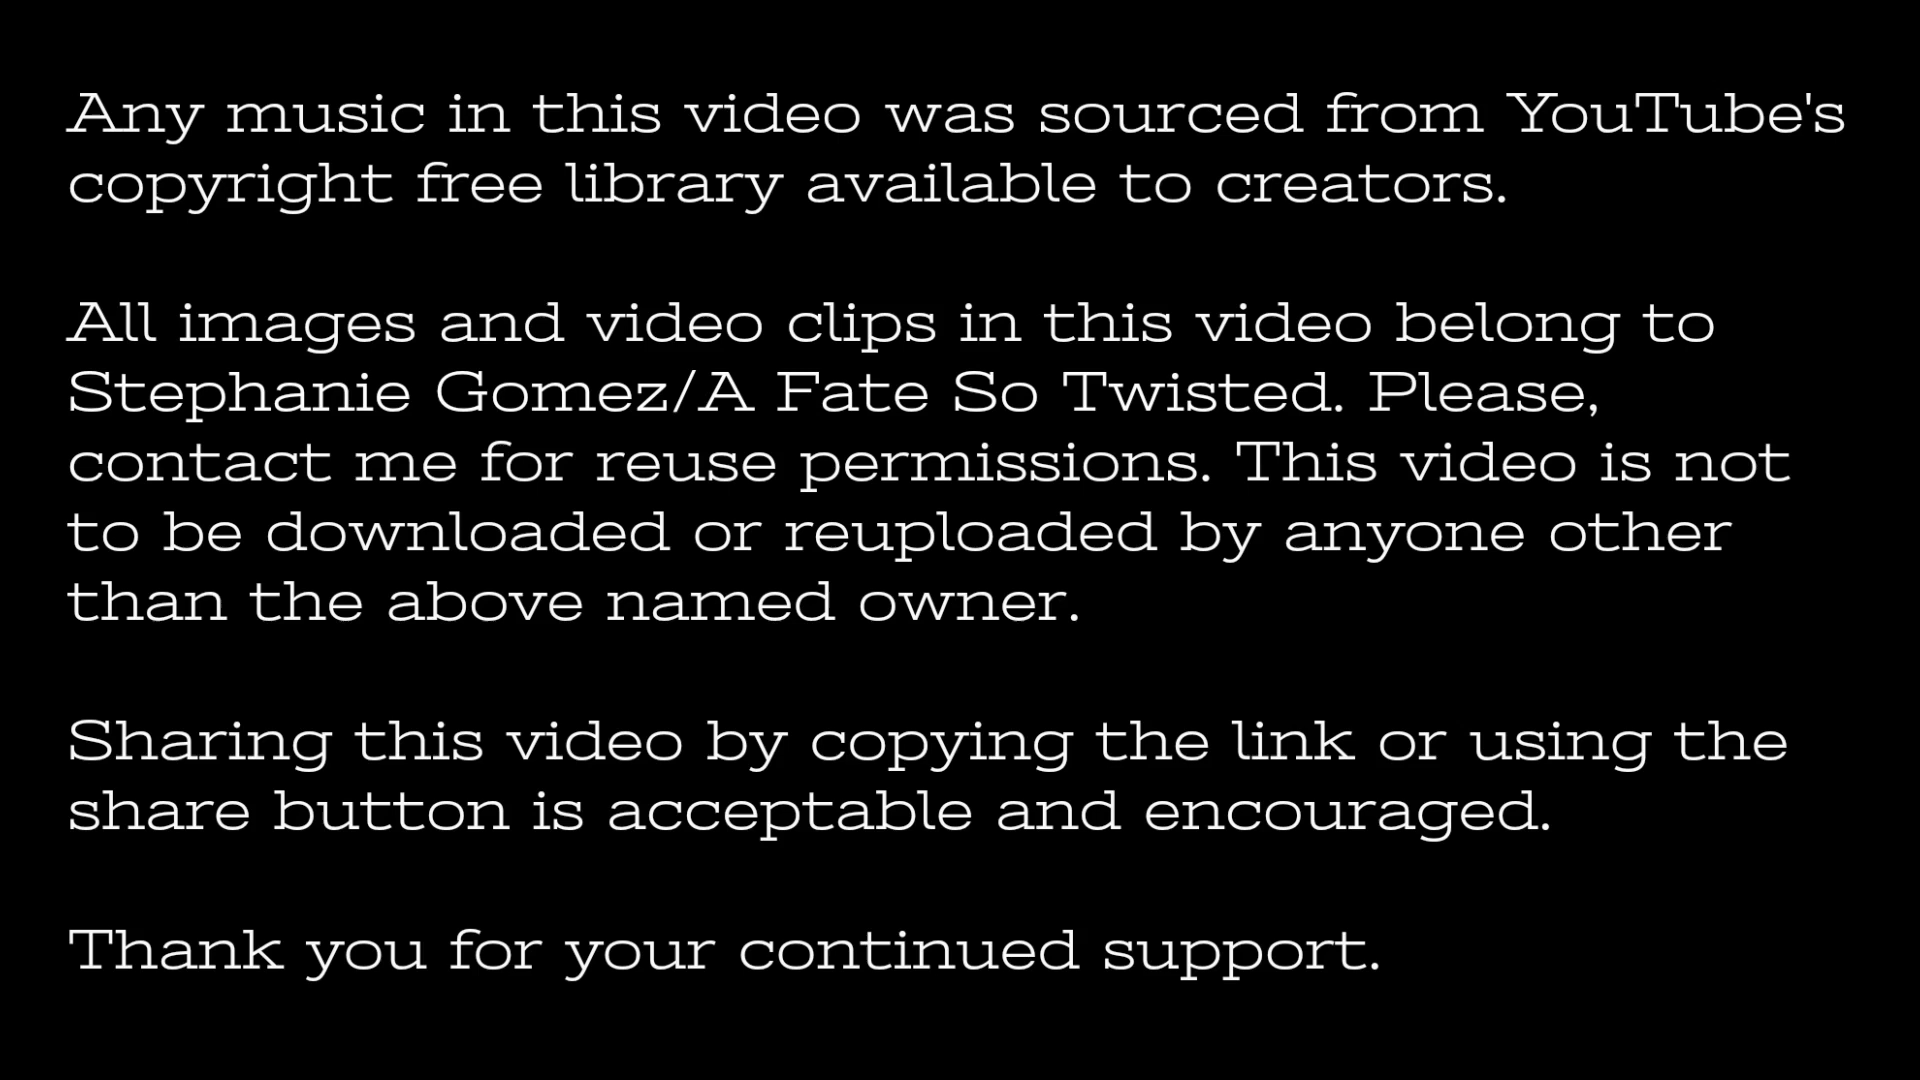 Any music in this video was sourced from YouTube's
copyright free library available to creators.
All images and video clips in this video belong to
Stephanie Gomez/A Fate So Twisted. Please,
contact me for reuse permissions. This video is not
to be downloaded or reuploaded by anyone other
than the above named owner.
Sharing this video by copying the link or using the
share button is acceptable and encouraged.
Thank you for your continued support.